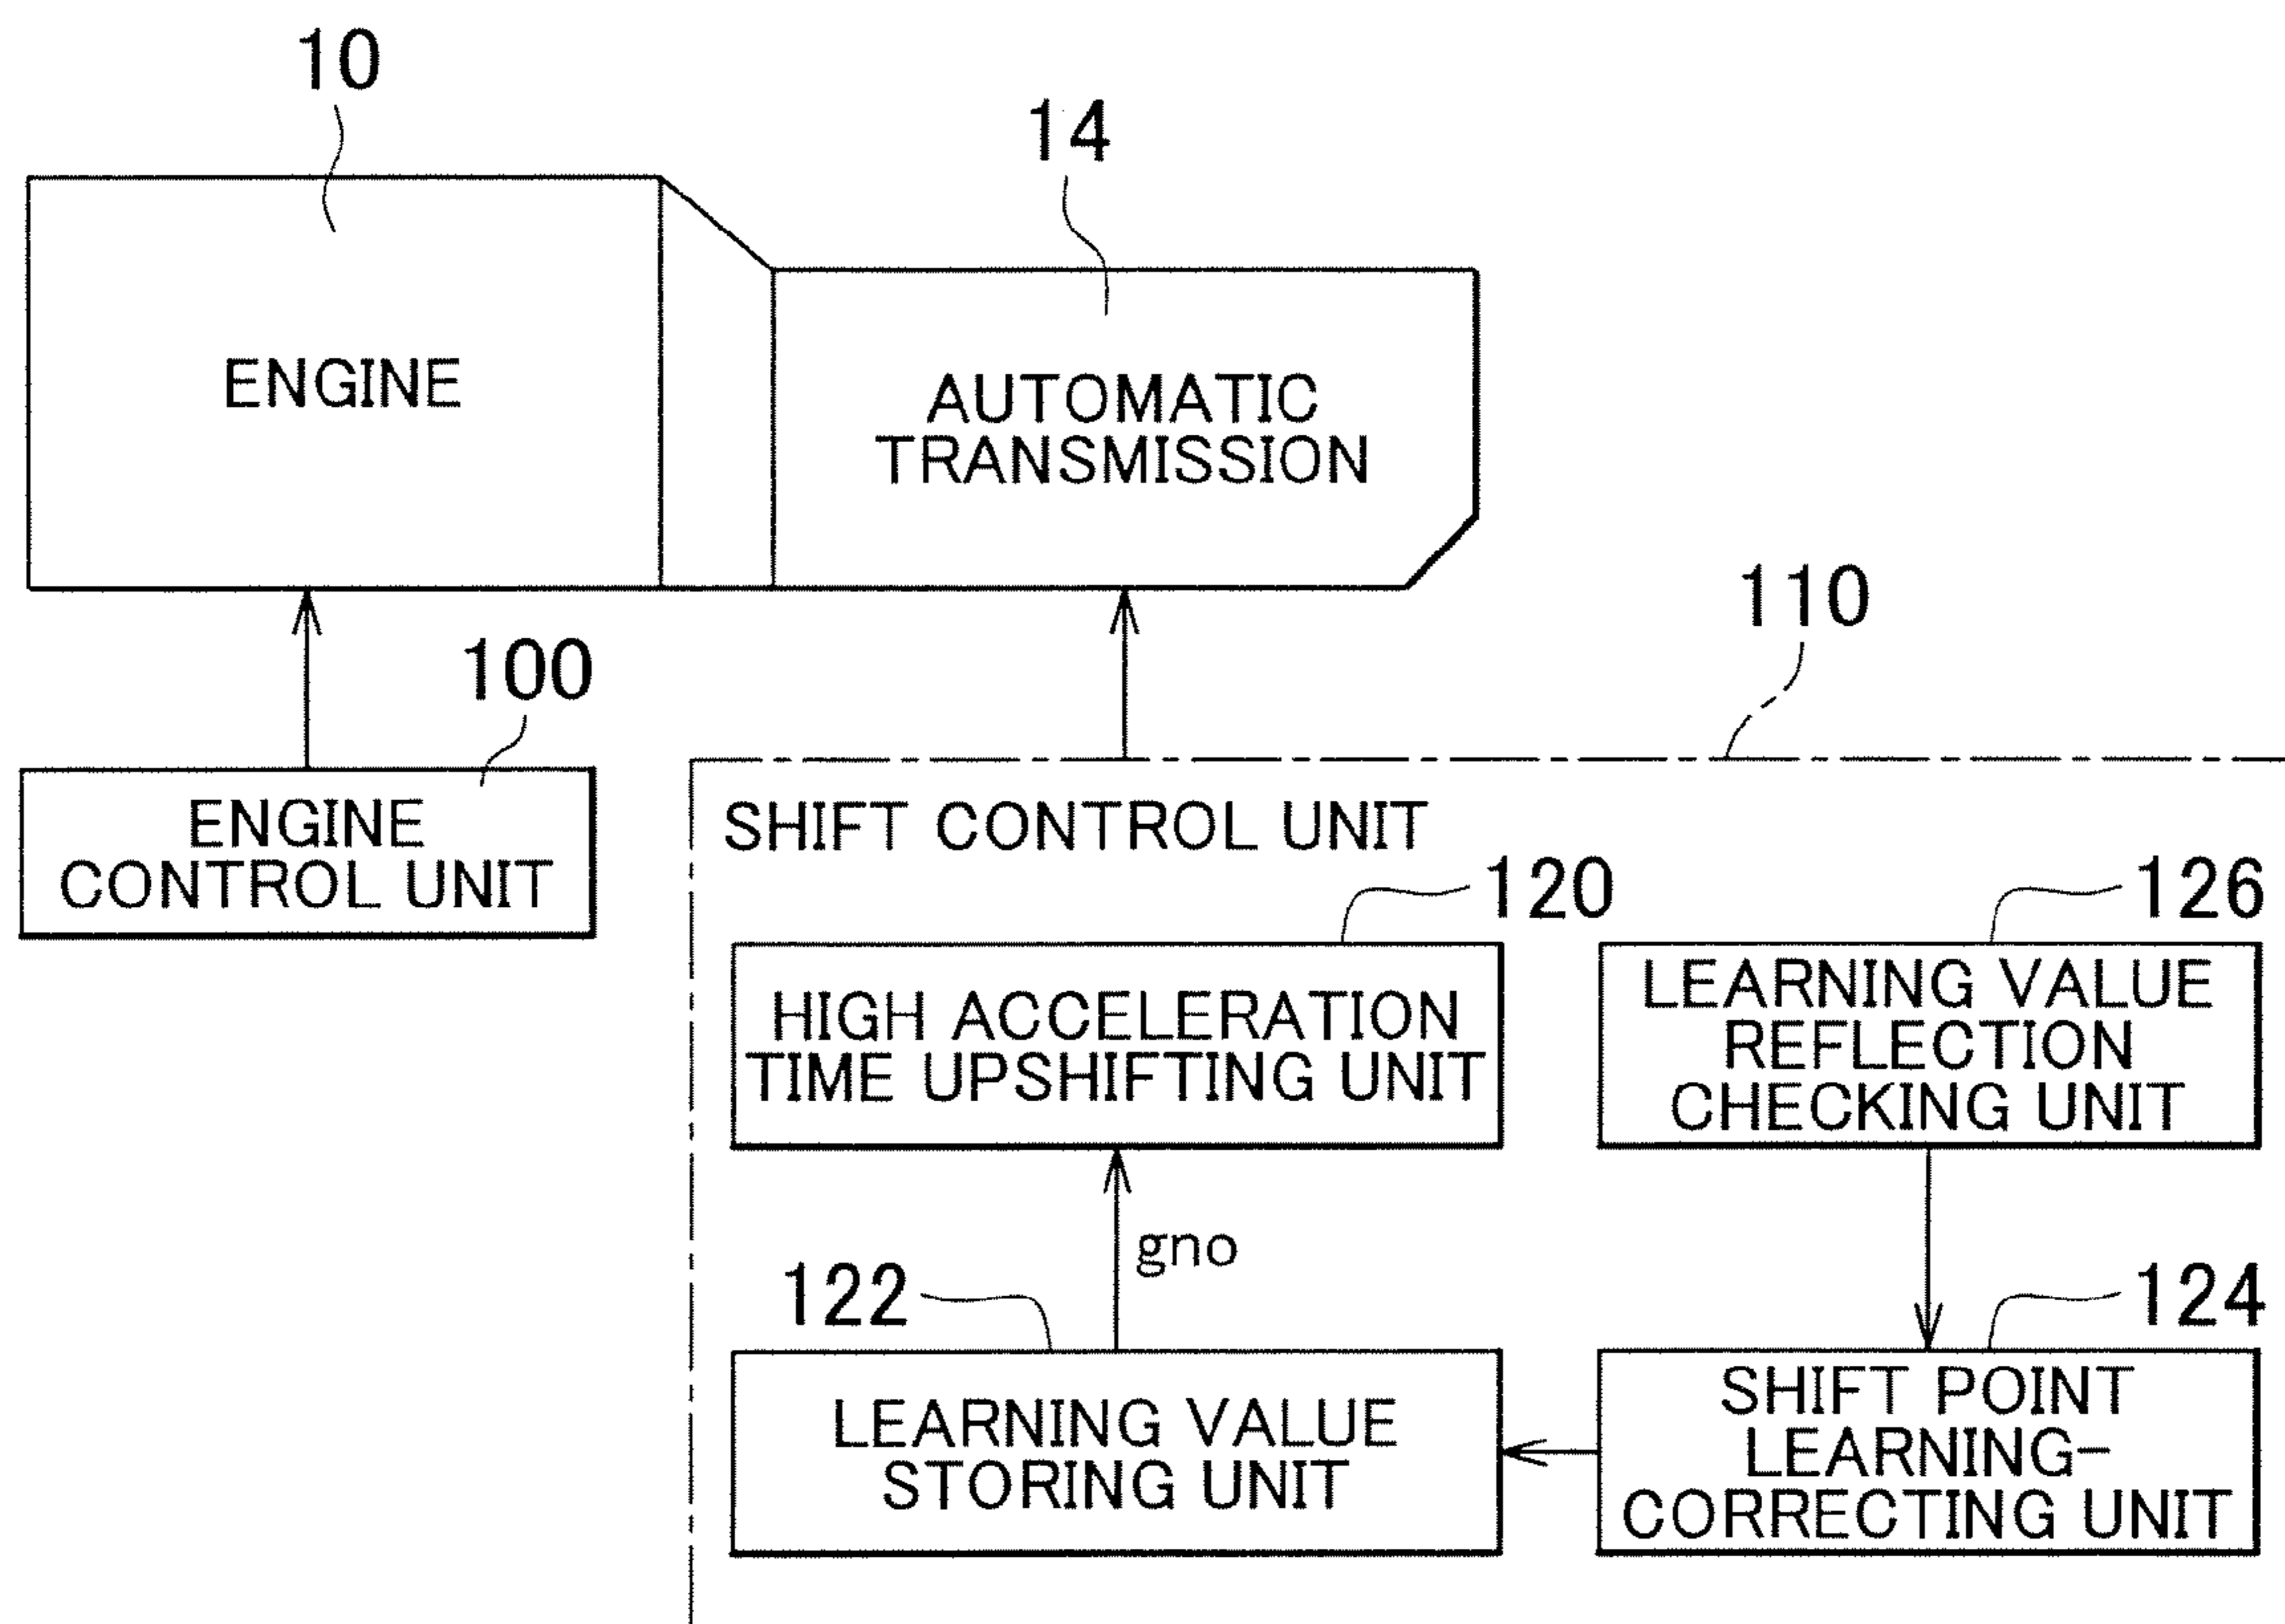 10
14
ENGINE
AUTOMATIC
TRANSMISSION
110
100
ENGINE
CONTROL UNIT
SHIFT CONTROL UNIT
120
126
HIGH ACCELERATION
TIME UPSHIFTING UNIT
LEARNING VALUE
REFLECTION
CHECKING UNIT
gno
122
124
LEARNING VALUE
STORING UNIT
SHIFT POINT
LEARNING-
CORRECTING UNIT